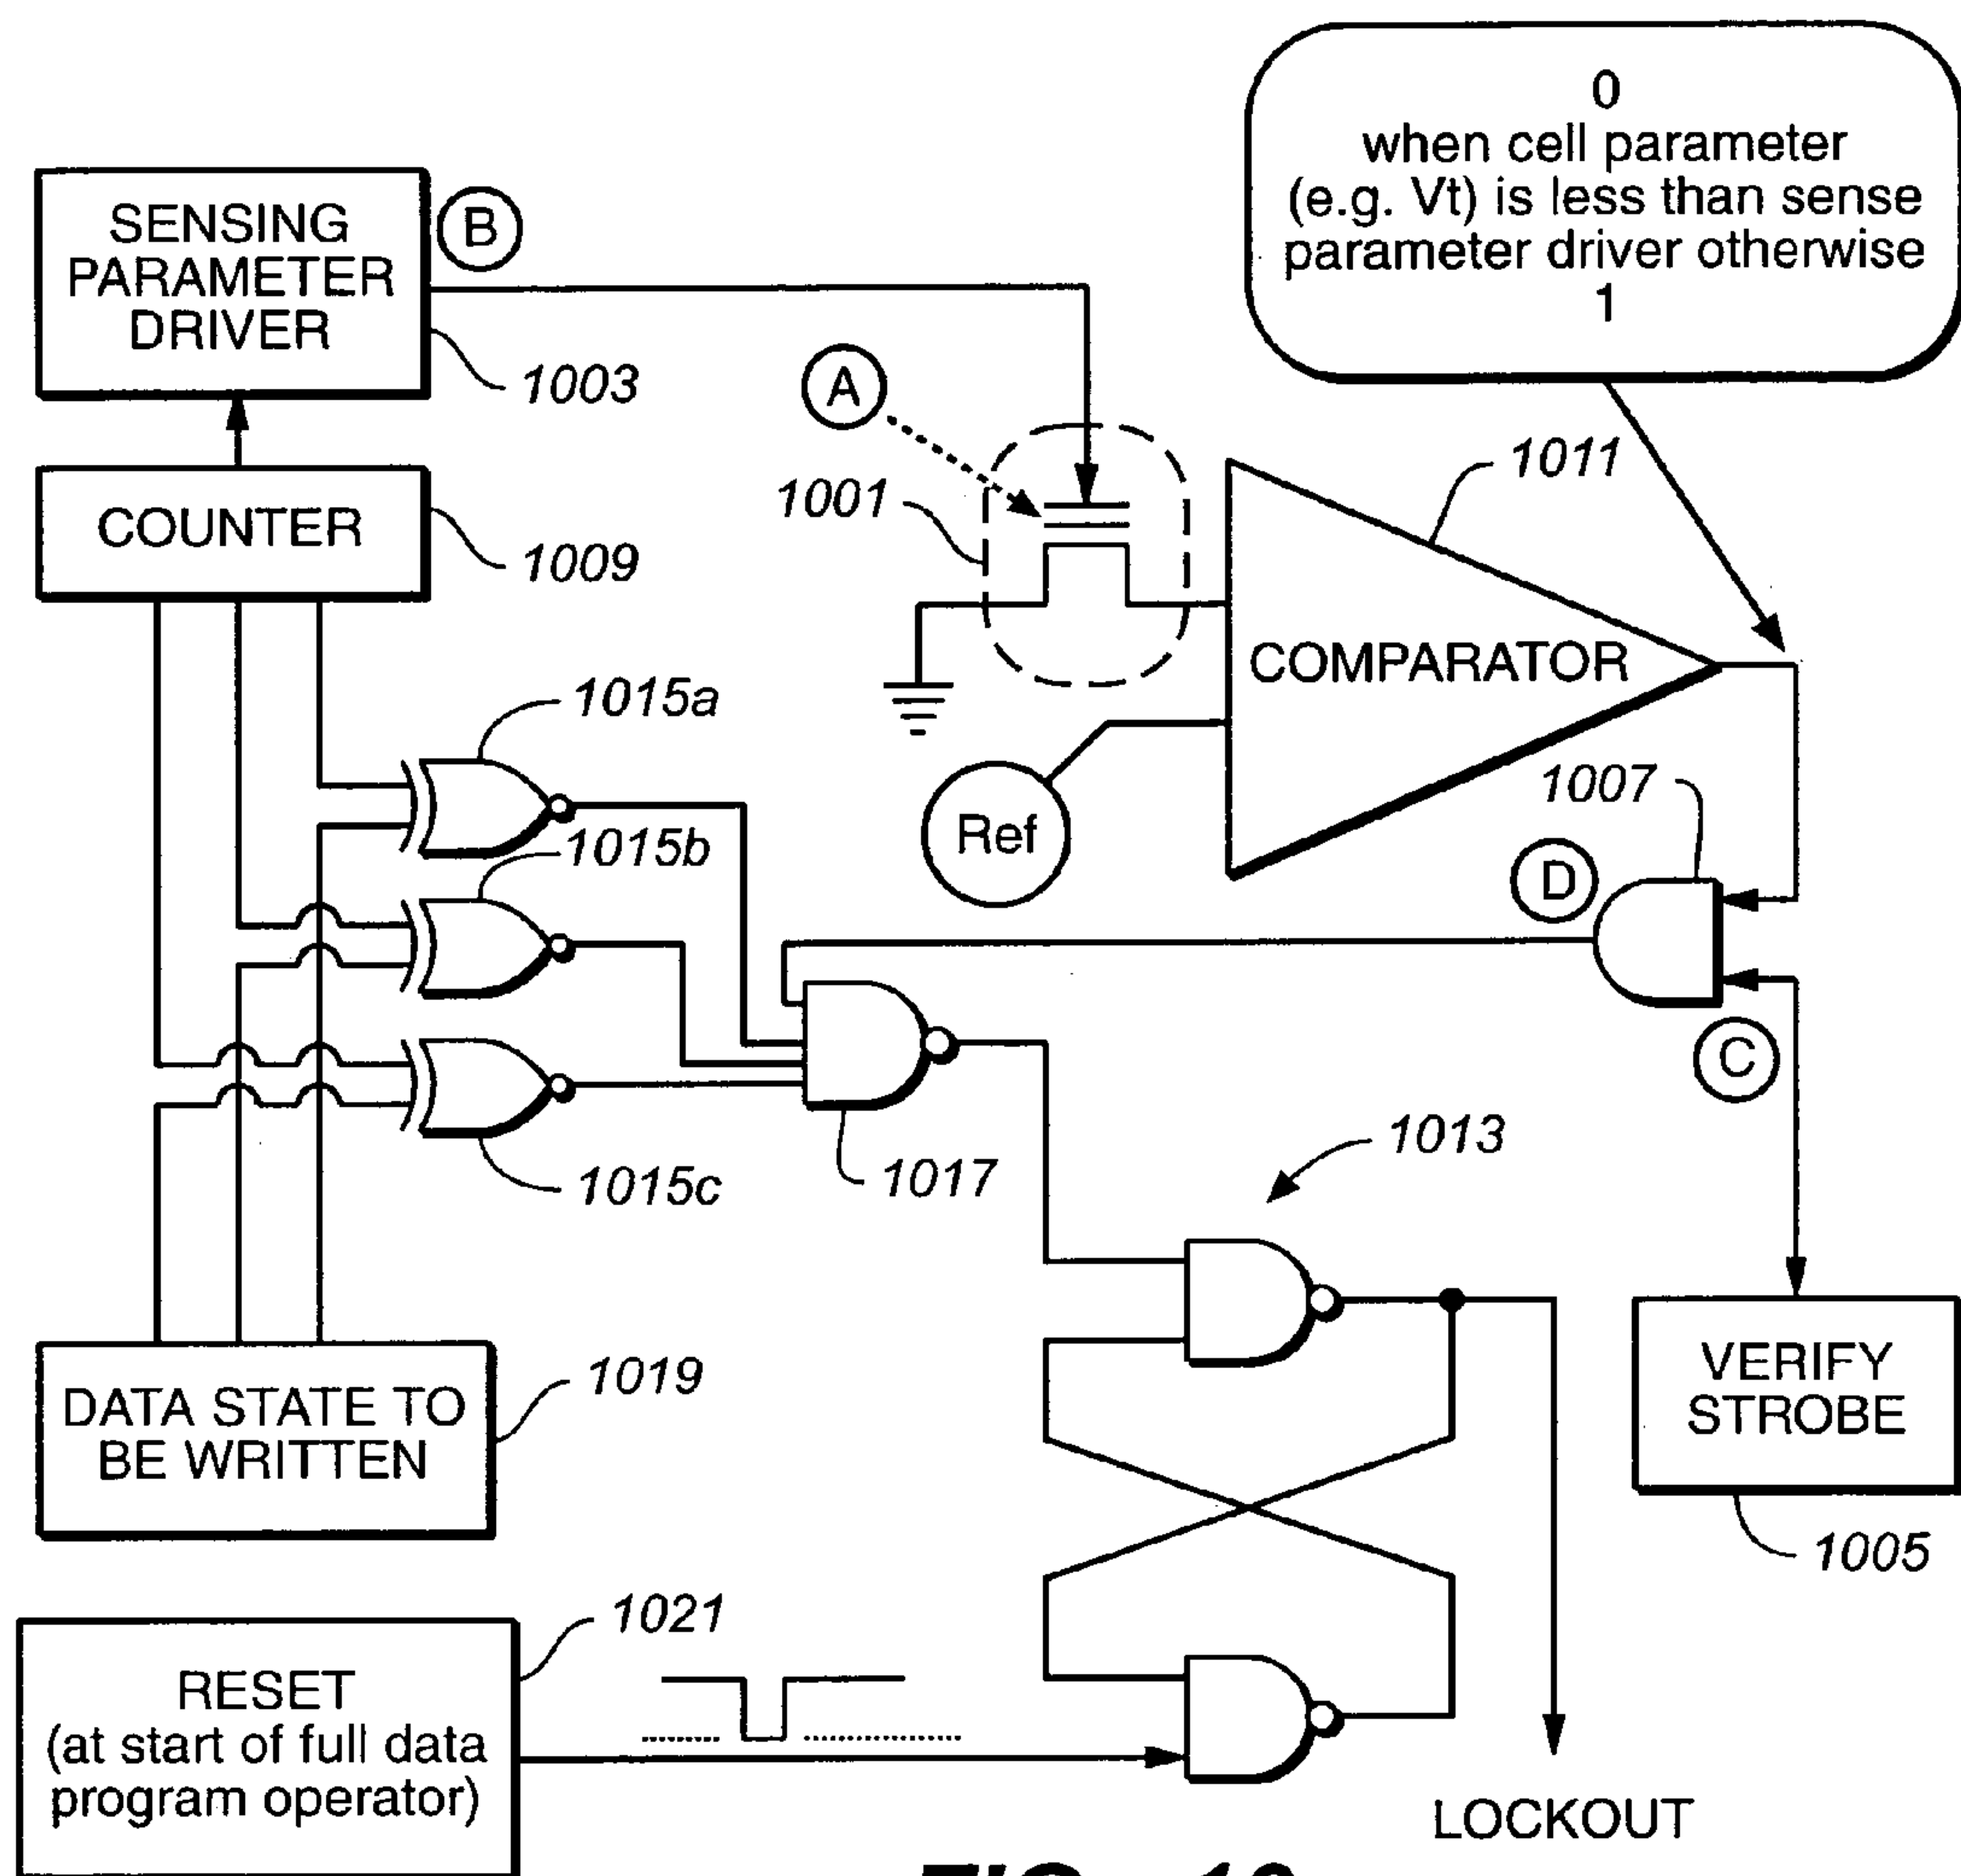 0
when cell parameter
(e.g. Vt) is less than sense
parameter driver otherwise
1
SENSING
PARAMETER
DRIVER
B
1003
A
1001
1011
COUNTER
1009
COMPARATOR
1015a
1007
Ref
1015b
D
C
1013
1017
1015c
DATA STATE TO
BE WRITTEN
1019
VERIFY
STROBE
1005
1021
RESET
(at start of full data
program operator)
LOCKOUT